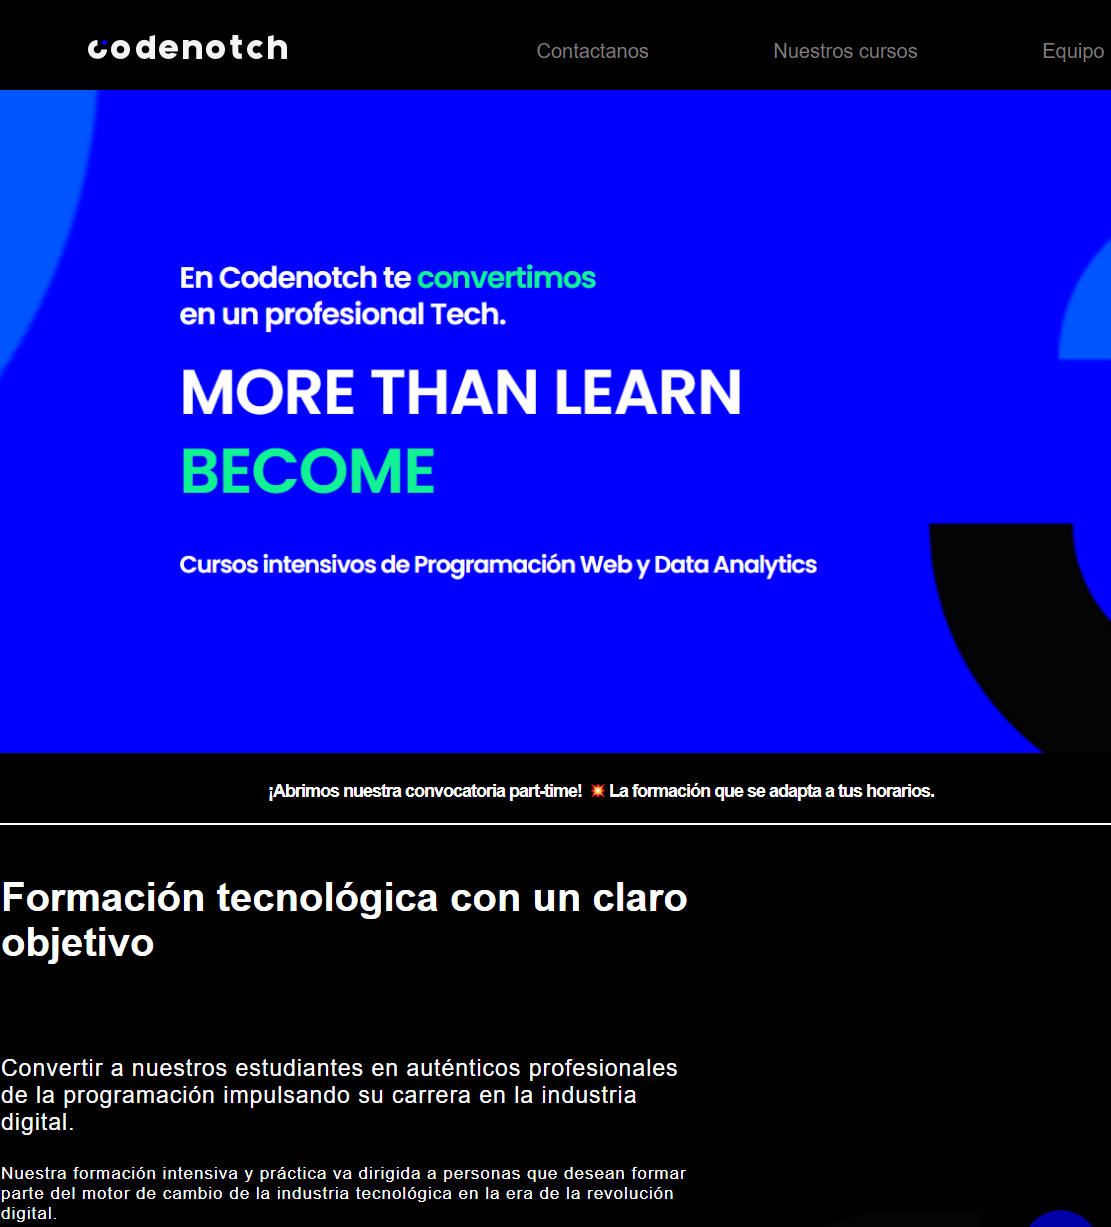 codenotch
Contactanos
Nuestros cursos
Equipo
En Codenotch te convertimos
en un profesional Tech.
MORE THAN LEARN
BECOME
Cursos intensivos de Programación Web y Data Analytics
¡Abrimos nuestra convocatoria part-time! 💥 La formación que se adapta a tus horarios.
Formación tecnológica con un claro
objetivo
Convertir a nuestros estudiantes en auténticos profesionales
de la programación impulsando su carrera en la industria
digital.
Nuestra formación intensiva y práctica va dirigida a personas que desean formar
parte del motor de cambio de la industria tecnológica en la era de la revolución
digital.